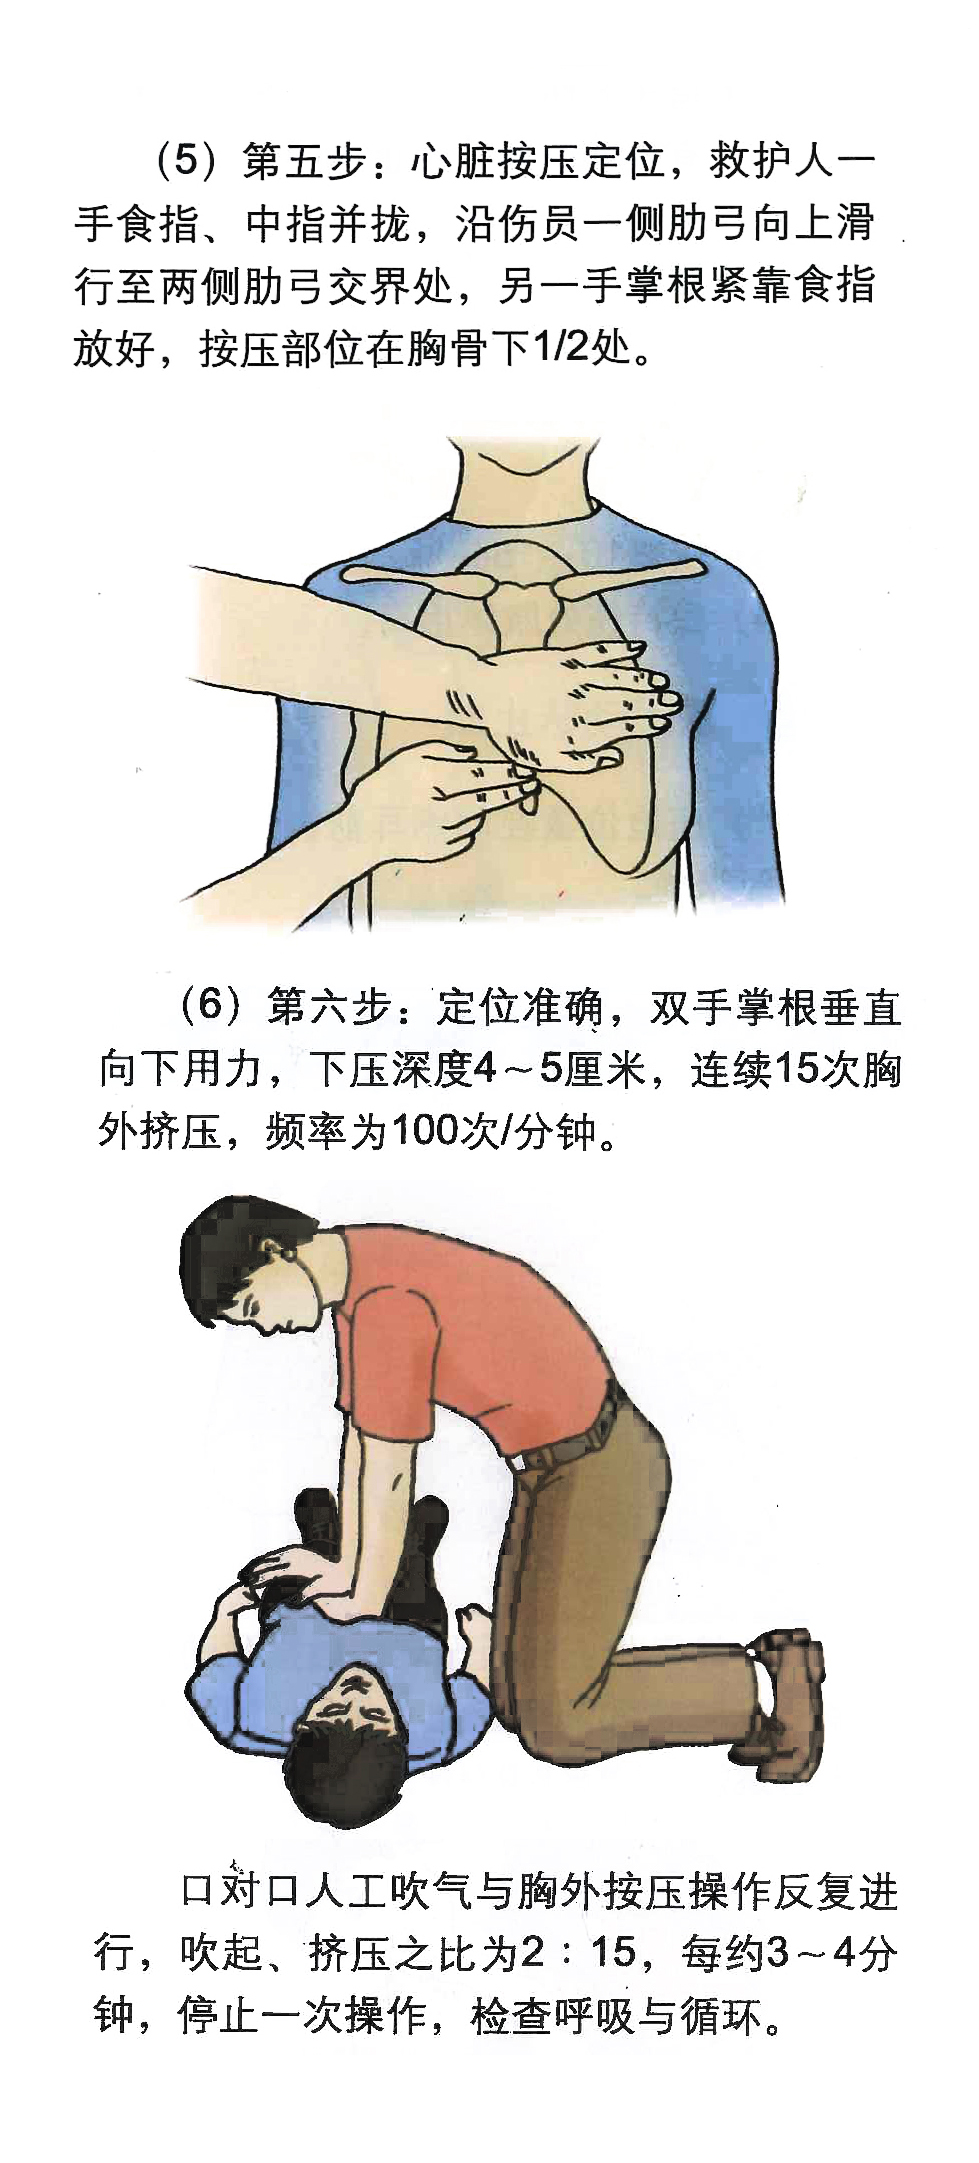 （5）第五步：心脏按压定位，救护人一
手食指、中指并拢，沿伤员一侧肋弓向上滑
行至两侧肋弓交界处，另一手掌根紧靠食指
放好，按压部位在胸骨下1/2处。
（6）第六步：定位准确，双手掌根垂直
向下用力，下压深度4～5厘米，连续15次胸
外挤压，频率为100次/分钟。
口对口人工吹气与胸外按压操作反复进
行，吹起、挤压之比为2：15，每约3～4分
钟，停止一次操作，检查呼吸与循环。